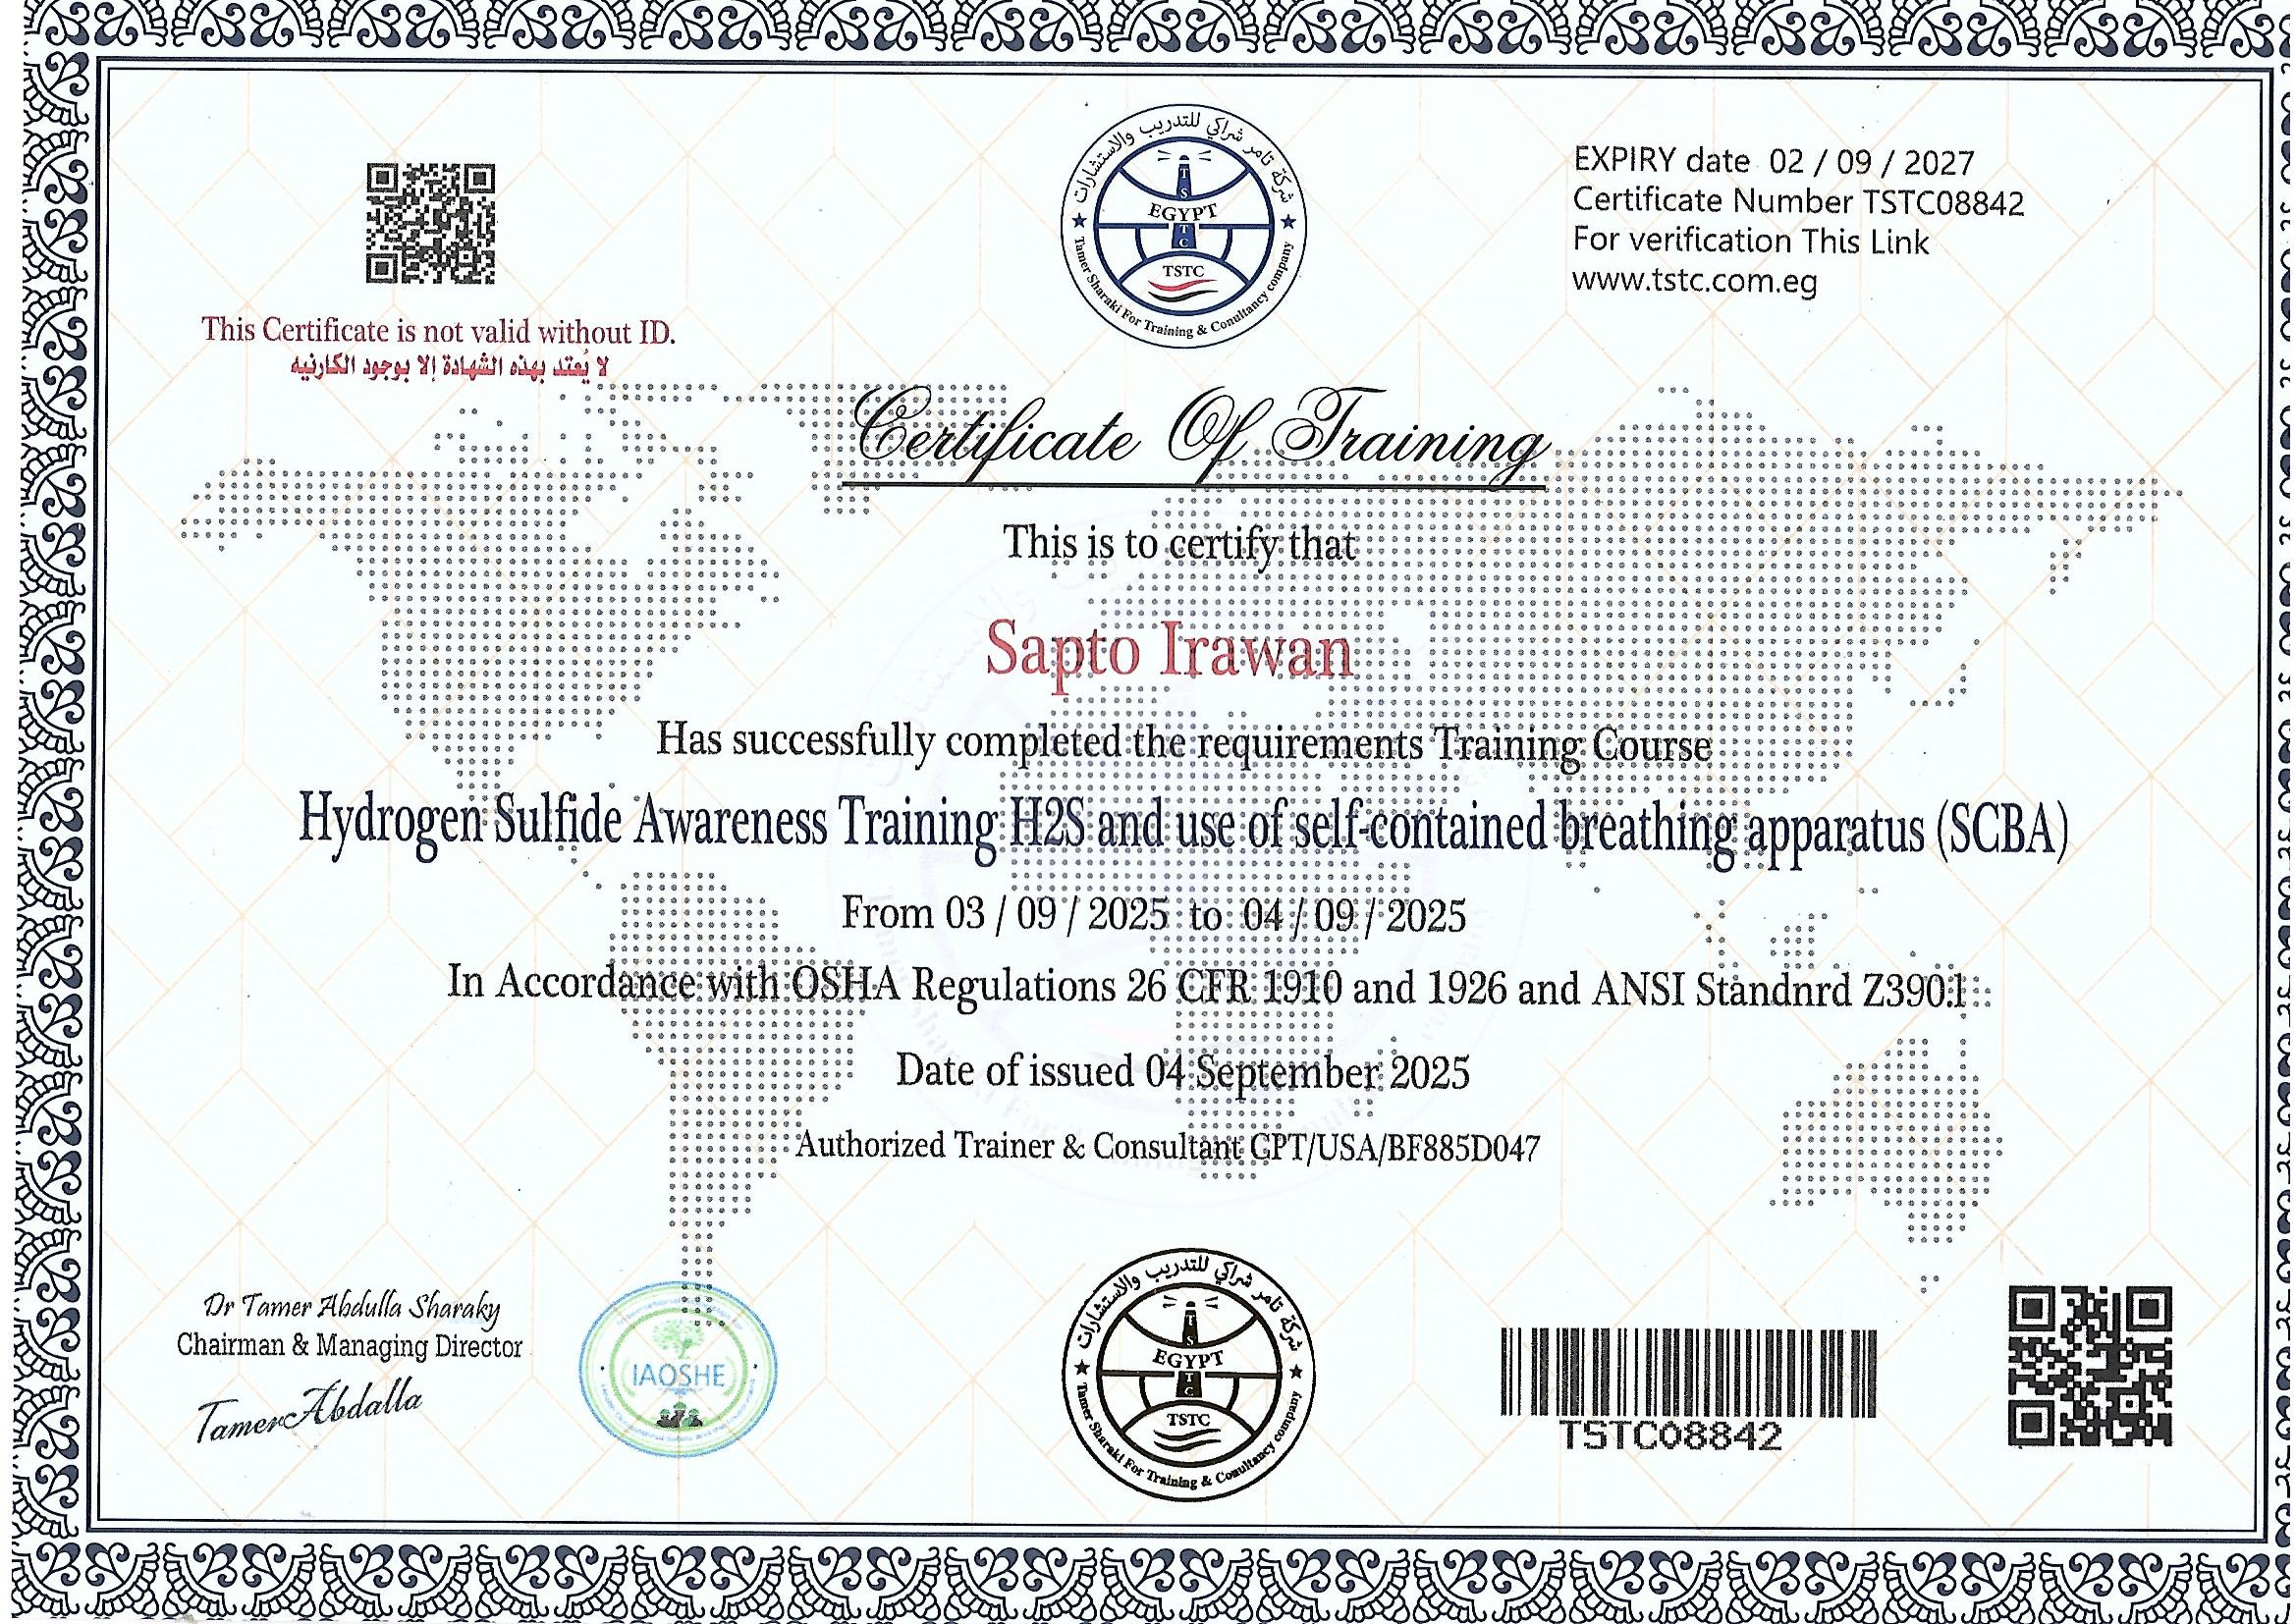 شركة تامر شراكي للتدريب والاستشارات
T
S
EGYPT
T
C
TSTC
Tamer Sharaki For Training & Conultancy company
EXPIRY date 02 / 09 / 2027
Certificate Number TSTC08842
For verification This Link
www.tstc.com.eg
This Certificate is not valid without ID.
لا يُعتد بهذه الشهادة إلا بوجود الكارنيه
Certificate Of Training
This is to certify that
Sapto Irawan
Has successfully completed the requirements Training Course
Hydrogen Sulfide Awareness Training H2S and use of self-contained breathing apparatus (SCBA)
From 03 / 09 / 2025 to 04 / 09 / 2025
In Accordance with OSHA Regulations 26 CFR 1910 and 1926 and ANSI Standnrd Z390.1
Date of issued 04 September 2025
Authorized Trainer & Consultant GPT/USA/BF885D047
Dr Tamer Abdulla Sharaky
Chairman & Managing Director
Tamer Abdalla
IAOSHE
شركة تامر شراكي للتدريب والاستشارات
T
S
EGYPT
T
C
TSTC
Tamer Sharaki For Training & Conultancy company
TSTC08842